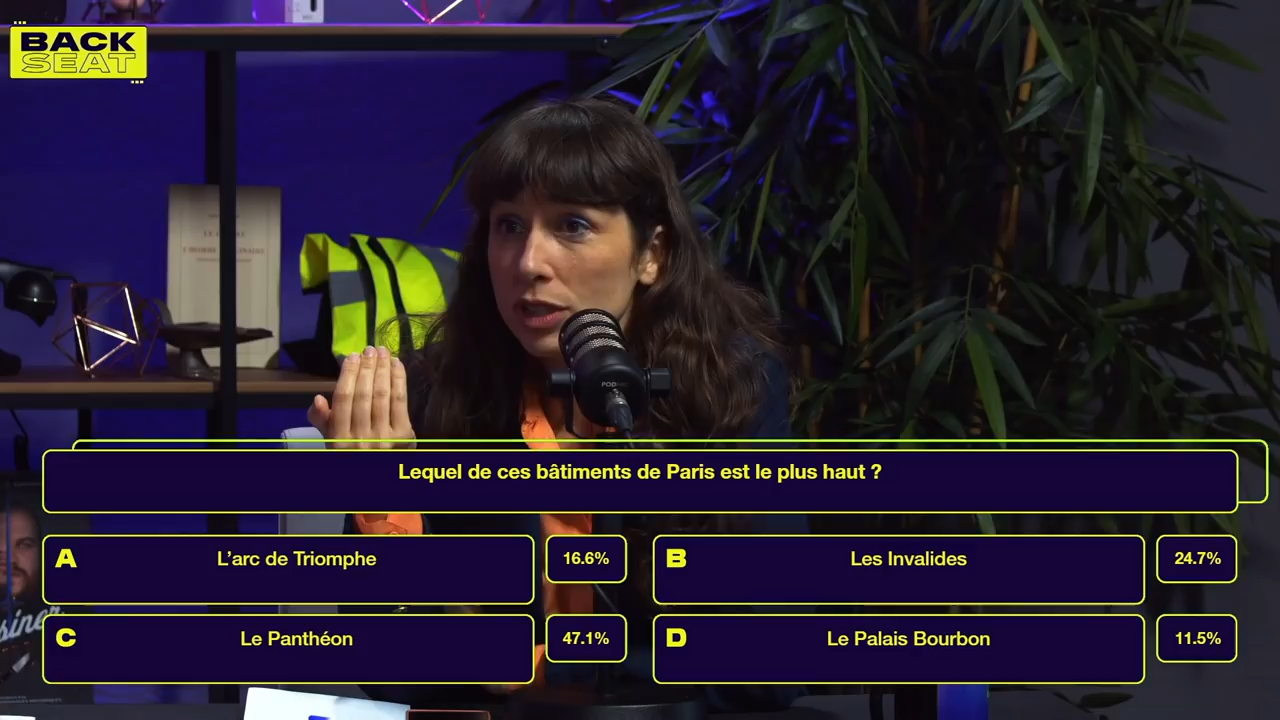 BACK
SEAT
POD
Lequel de ces bâtiments de Paris est le plus haut ?
A L'arc de Triomphe 16.6%
B Les Invalides 24.7%
C Le Panthéon 47.1%
D Le Palais Bourbon 11.5%